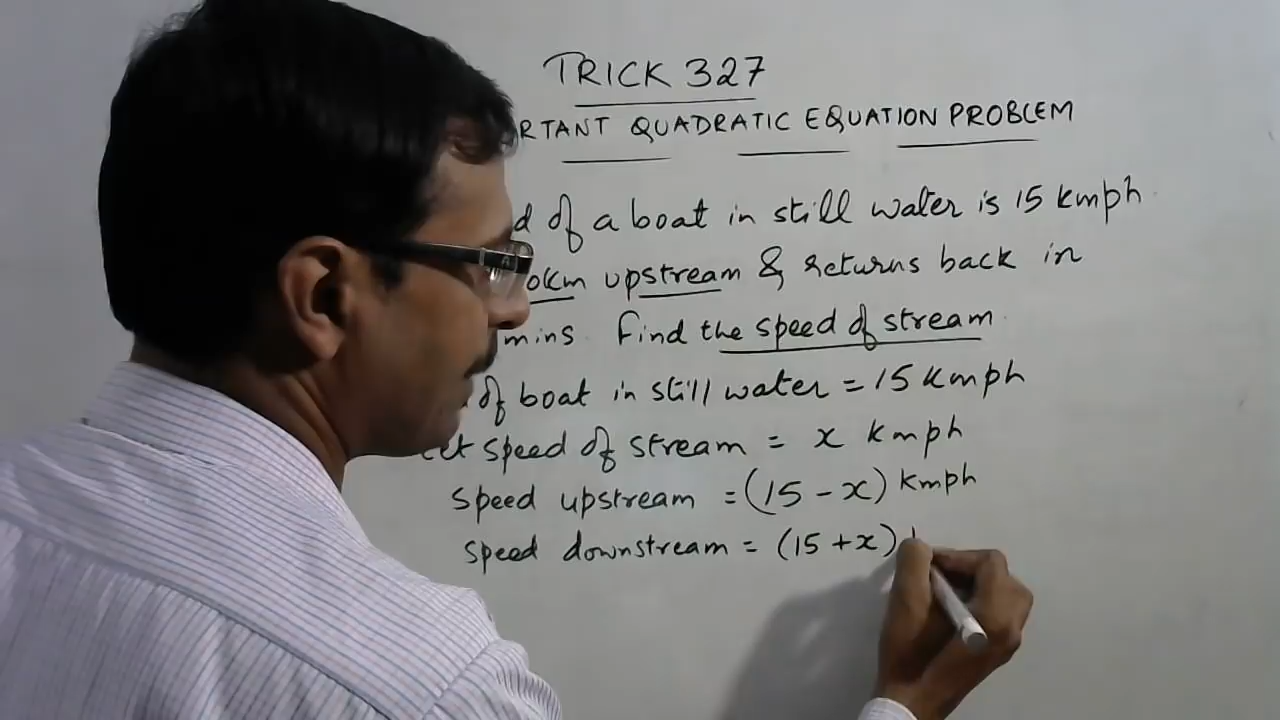 TRICK 327
RTANT QUADRATIC EQUATION PROBLEM
d of a boat in still water is 15 kmph.
0km upstream & returns back in
mins. Find the speed of stream.
of boat in still water = 15 kmph
speed of stream = x kmph
speed upstream = (15 - x) kmph
speed downstream = (15 + x)